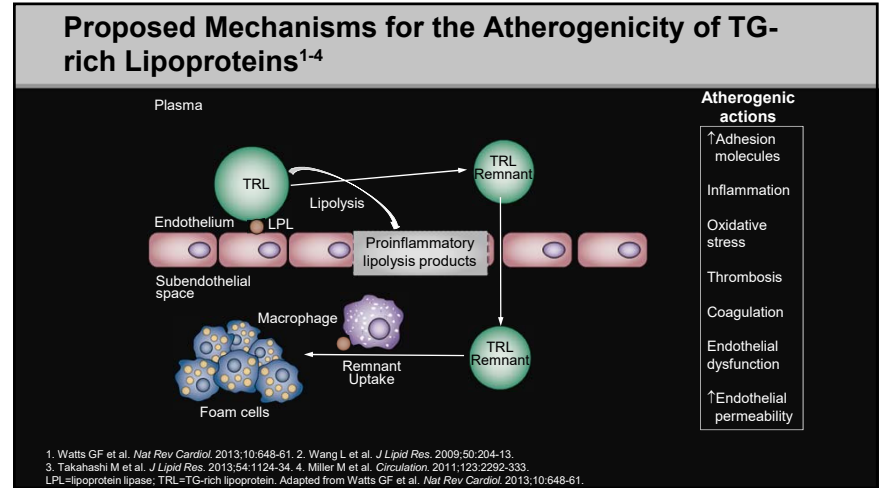 Proposed Mechanisms for the Atherogenicity of TG-
rich Lipoproteins1-4
Plasma
TRL
Lipolysis
TRL
Remnant
Endothelium
LPL
Proinflammatory
lipolysis products
Subendothelial
space
Macrophage
Remnant
Uptake
TRL
Remnant
Foam cells
Atherogenic
actions
↑Adhesion
molecules
Inflammation
Oxidative
stress
Thrombosis
Coagulation
Endothelial
dysfunction
↑Endothelial
permeability
1. Watts GF et al. Nat Rev Cardiol. 2013;10:648-61. 2. Wang L et al. J Lipid Res. 2009;50:204-13.
3. Takahashi M et al. J Lipid Res. 2013;54:1124-34. 4. Miller M et al. Circulation. 2011;123:2292-333.
LPL=lipoprotein lipase; TRL=TG-rich lipoprotein. Adapted from Watts GF et al. Nat Rev Cardiol. 2013;10:648-61.